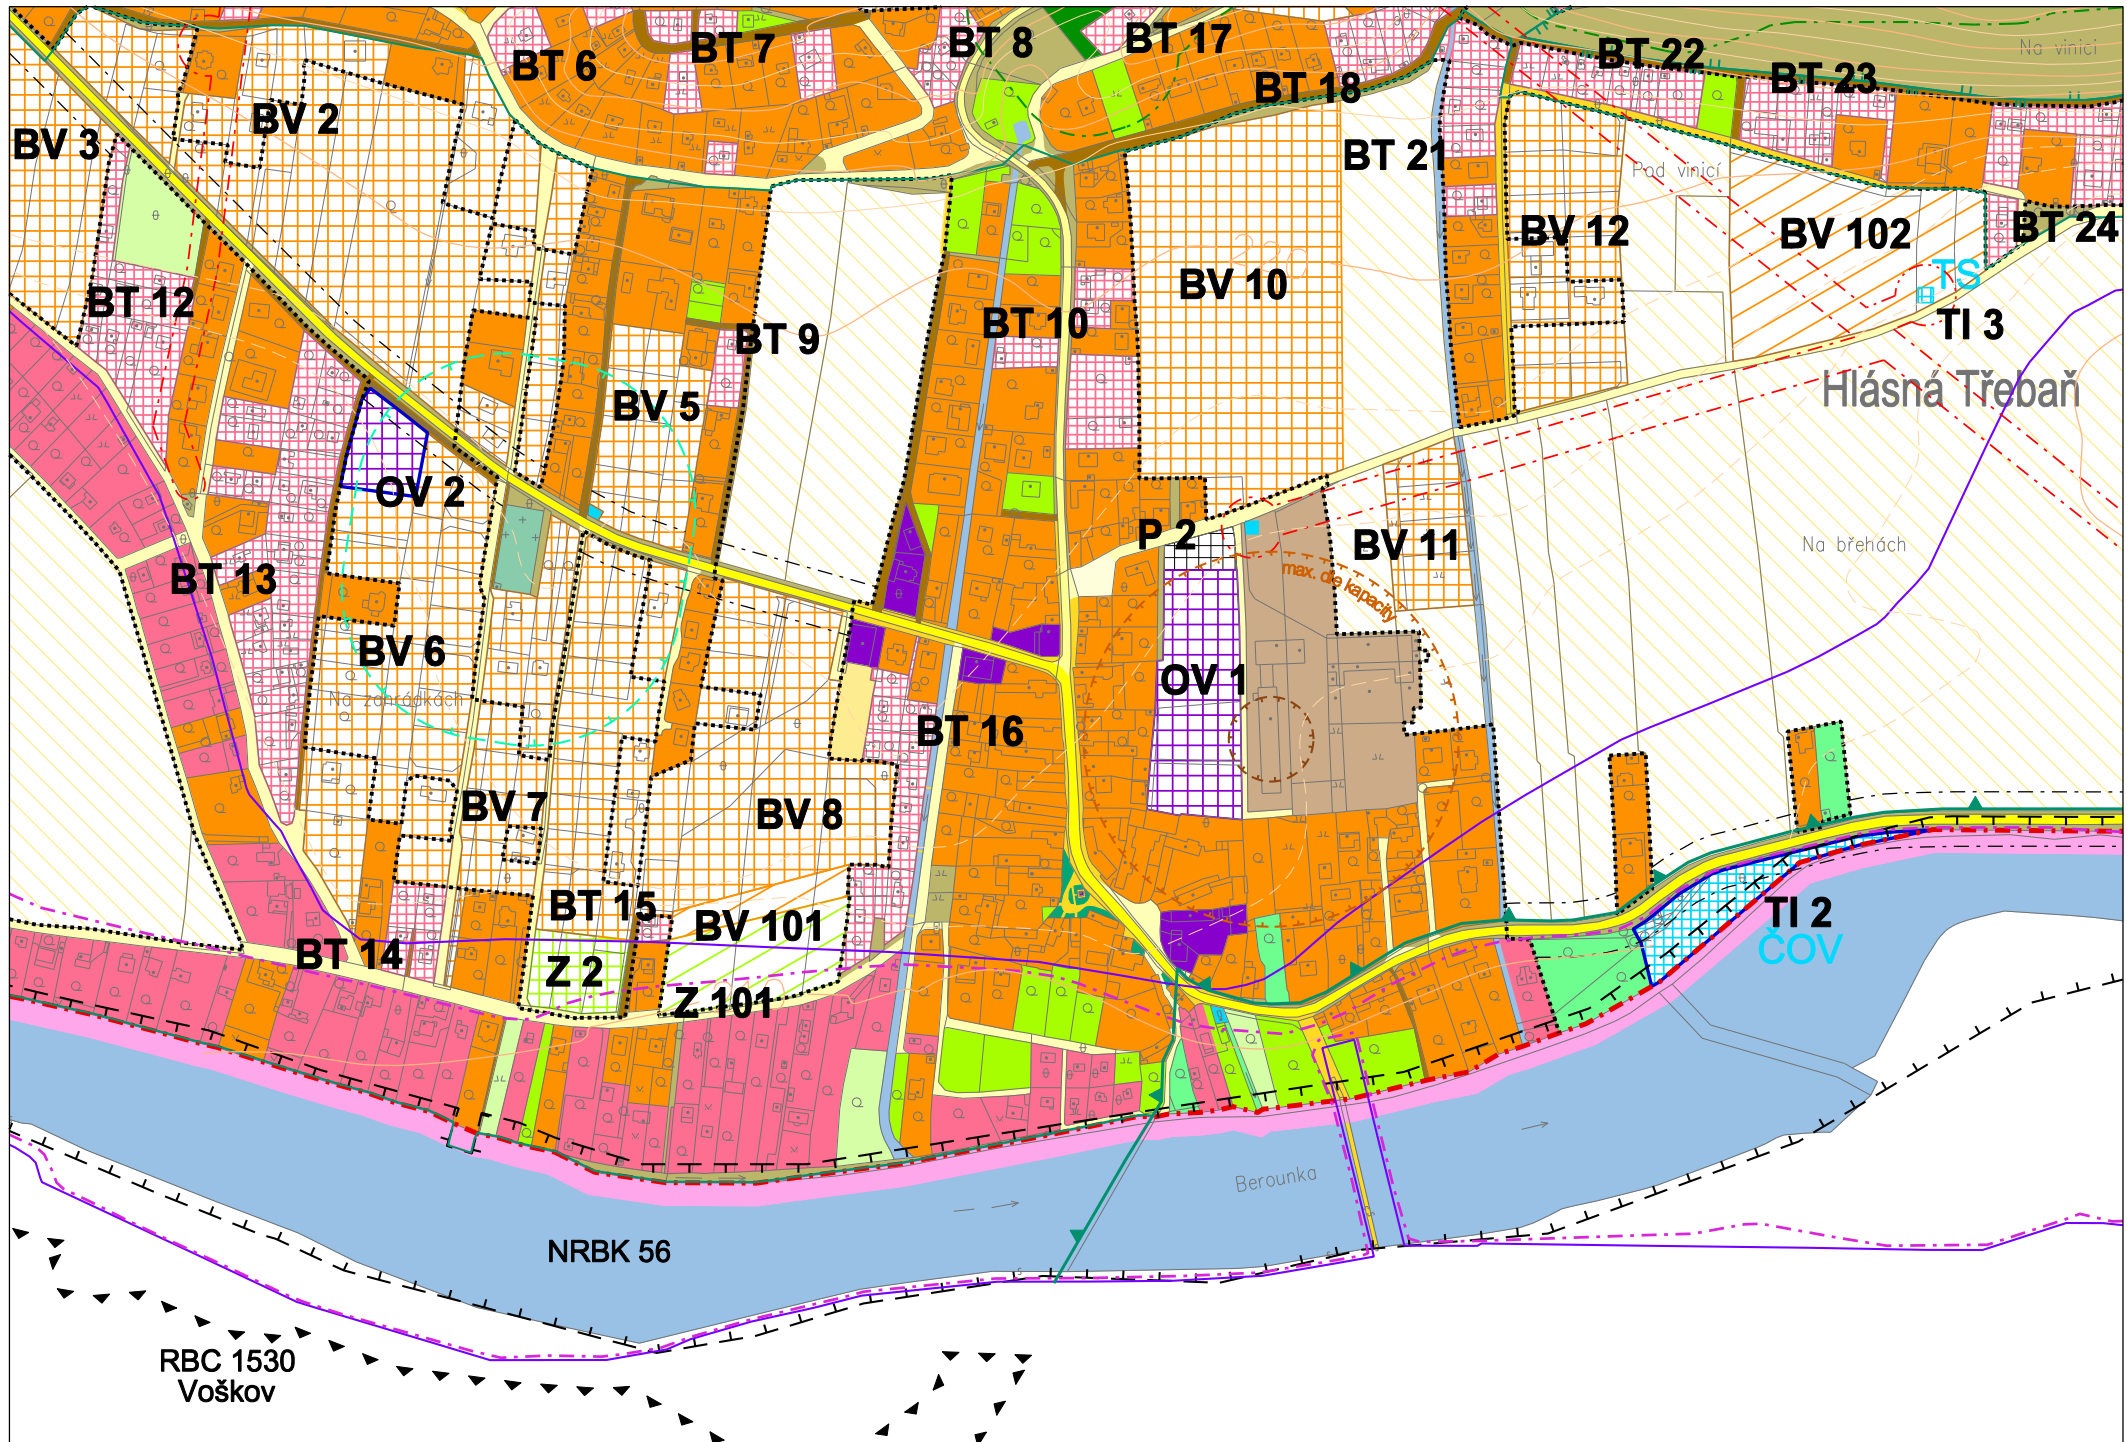 BT 6
BT 7
BT 8
BT 17
BT 22
Na vinici
BT 23
BT 18
BV 2
BV 3
BT 21
Pod vinicí
BV 12
BV 102
BT 24
TS
BV 10
BT 12
BT 10
TI 3
BT 9
Hlásná Třebaň
BV 5
OV 2
P 2
BV 11
Na břehách
max. dle kapacity
BT 13
BV 6
OV 1
Na zahrádkách
BT 16
BV 7
BV 8
BT 15
BV 101
TI 2
ČOV
BT 14
Z 2
Z 101
Berounka
NRBK 56
RBC 1530
Voškov